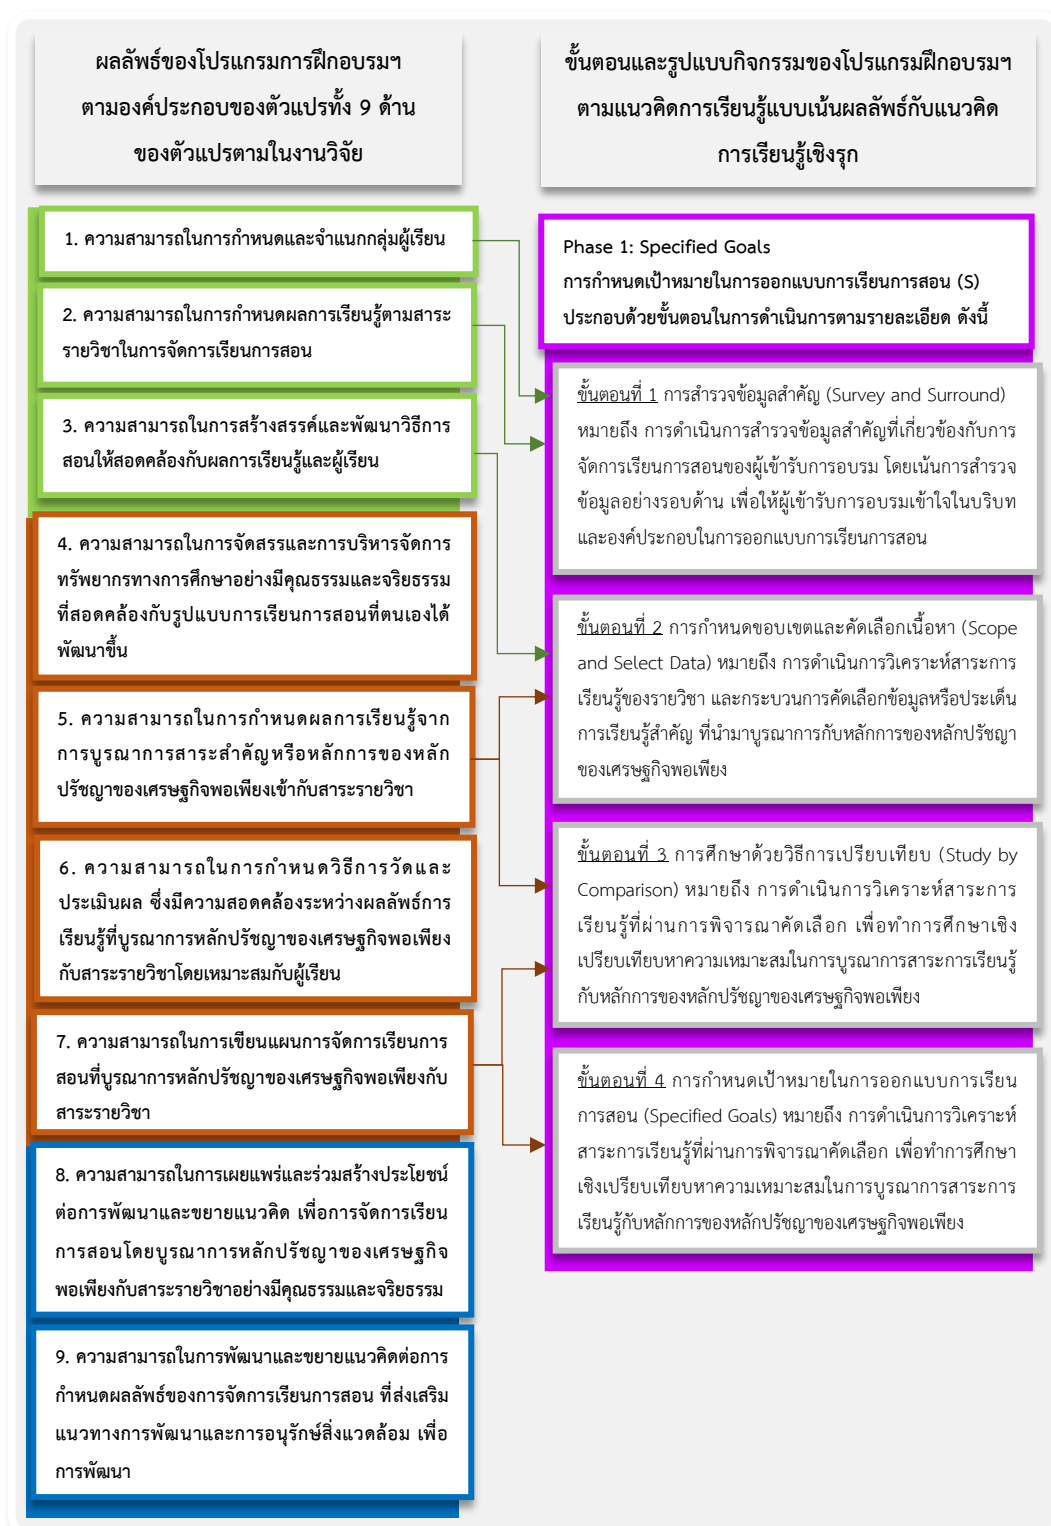 ผลลัพธ์ของโปรแกรมการฝึกอบรมฯ
ตามองค์ประกอบของตัวแปรทั้ง 9 ด้าน
ของตัวแปรตามในงานวิจัย
ขั้นตอนและรูปแบบกิจกรรมของโปรแกรมฝึกอบรมฯ
ตามแนวคิดการเรียนรู้แบบเน้นผลลัพธ์กับแนวคิด
การเรียนรู้เชิงรุก
1. ความสามารถในการกำหนดและจำแนกกลุ่มผู้เรียน
2. ความสามารถในการกำหนดผลการเรียนรู้ตามสาระ
รายวิชาในการจัดการเรียนการสอน
3. ความสามารถในการสร้างสรรค์และพัฒนาวิธีการ
สอนให้สอดคล้องกับผลการเรียนรู้และผู้เรียน
4. ความสามารถในการจัดสรรและการบริหารจัดการ
ทรัพยากรทางการศึกษาอย่างมีคุณธรรมและจริยธรรม
ที่สอดคล้องกับรูปแบบการเรียนการสอนที่ตนเองได้
พัฒนาขึ้น
5. ความสามารถในการกำหนดผลการเรียนรู้จาก
การบูรณาการสาระสำคัญหรือหลักการของหลัก
ปรัชญาของเศรษฐกิจพอเพียงเข้ากับสาระรายวิชา
6. ความสามารถในการกำหนดวิธีการวัดและ
ประเมินผล ซึ่งมีความสอดคล้องระหว่างผลลัพธ์การ
เรียนรู้ที่บูรณาการหลักปรัชญาของเศรษฐกิจพอเพียง
กับสาระรายวิชาโดยเหมาะสมกับผู้เรียน
7. ความสามารถในการเขียนแผนการจัดการเรียนการ
สอนที่บูรณาการหลักปรัชญาของเศรษฐกิจพอเพียงกับ
สาระรายวิชา
8. ความสามารถในการเผยแพร่และร่วมสร้างประโยชน์
ต่อการพัฒนาและขยายแนวคิด เพื่อการจัดการเรียน
การสอนโดยบูรณาการหลักปรัชญาของเศรษฐกิจ
พอเพียงกับสาระรายวิชาอย่างมีคุณธรรมและจริยธรรม
9. ความสามารถในการพัฒนาและขยายแนวคิดต่อการ
กำหนดผลลัพธ์ของการจัดการเรียนการสอน ที่ส่งเสริม
แนวทางการพัฒนาและการอนุรักษ์สิ่งแวดล้อม เพื่อ
การพัฒนา
Phase 1: Specified Goals
การกำหนดเป้าหมายในการออกแบบการเรียนการสอน (S)
ประกอบด้วยขั้นตอนในการดำเนินการตามรายละเอียด ดังนี้
ขั้นตอนที่ 1 การสำรวจข้อมูลสำคัญ (Survey and Surround)
หมายถึง การดำเนินการสำรวจข้อมูลสำคัญที่เกี่ยวข้องกับการ
จัดการเรียนการสอนของผู้เข้ารับการอบรม โดยเน้นการสำรวจ
ข้อมูลอย่างรอบด้าน เพื่อให้ผู้เข้ารับการอบรมเข้าใจในบริบท
และองค์ประกอบในการออกแบบการเรียนการสอน
ขั้นตอนที่ 2 การกำหนดขอบเขตและคัดเลือกเนื้อหา (Scope
and Select Data) หมายถึง การดำเนินการวิเคราะห์สาระการ
เรียนรู้ของรายวิชา และกระบวนการคัดเลือกข้อมูลหรือประเด็น
การเรียนรู้สำคัญ ที่นำมาบูรณาการกับหลักการของหลักปรัชญา
ของเศรษฐกิจพอเพียง
ขั้นตอนที่ 3 การศึกษาด้วยวิธีการเปรียบเทียบ (Study by
Comparison) หมายถึง การดำเนินการวิเคราะห์สาระการ
เรียนรู้ที่ผ่านการพิจารณาคัดเลือก เพื่อทำการศึกษาเชิง
เปรียบเทียบหาความเหมาะสมในการบูรณาการสาระการเรียนรู้
กับหลักการของหลักปรัชญาของเศรษฐกิจพอเพียง
ขั้นตอนที่ 4 การกำหนดเป้าหมายในการออกแบบการเรียน
การสอน (Specified Goals) หมายถึง การดำเนินการวิเคราะห์
สาระการเรียนรู้ที่ผ่านการพิจารณาคัดเลือก เพื่อทำการศึกษา
เชิงเปรียบเทียบหาความเหมาะสมในการบูรณาการสาระการ
เรียนรู้กับหลักการของหลักปรัชญาของเศรษฐกิจพอเพียง